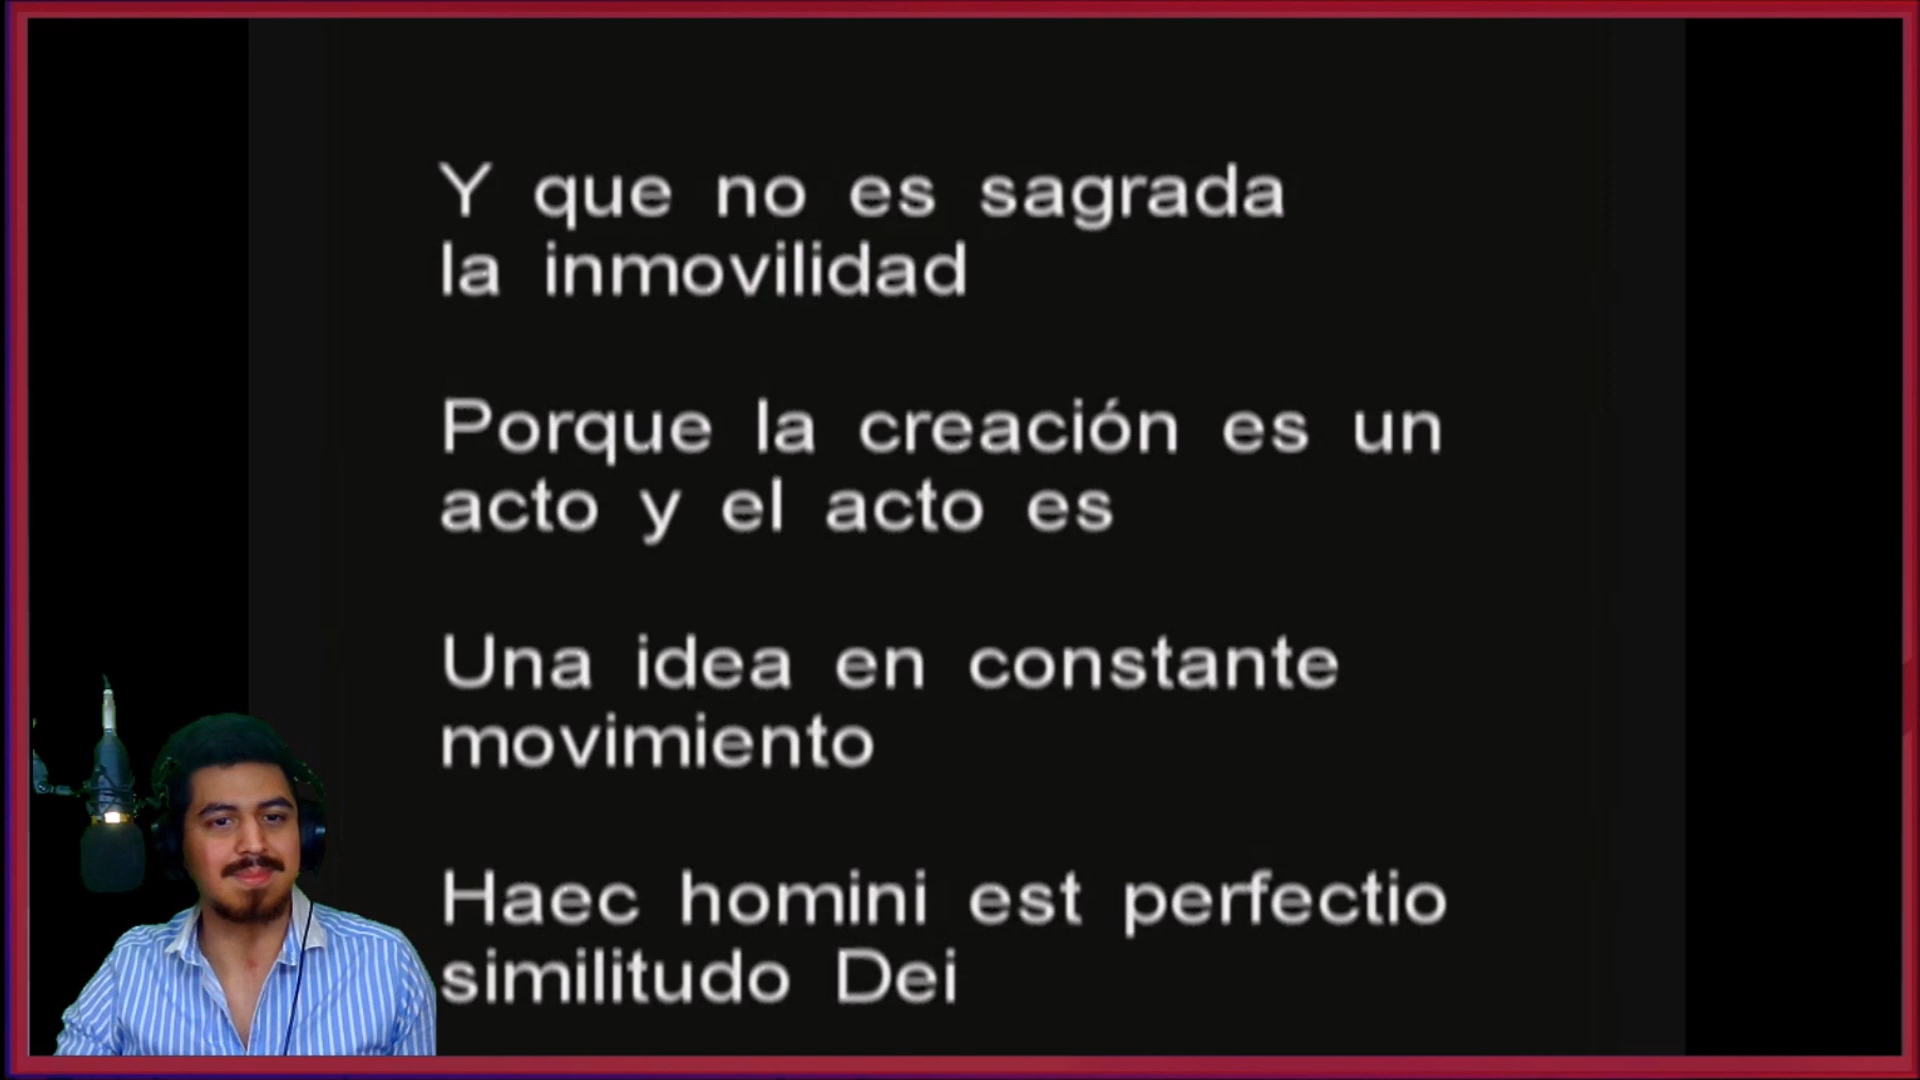 Y que no es sagrada
la inmovilidad
Porque la creación es un
acto y el acto es
Una idea en constante
movimiento
Haec homini est perfectio
similitudo Dei